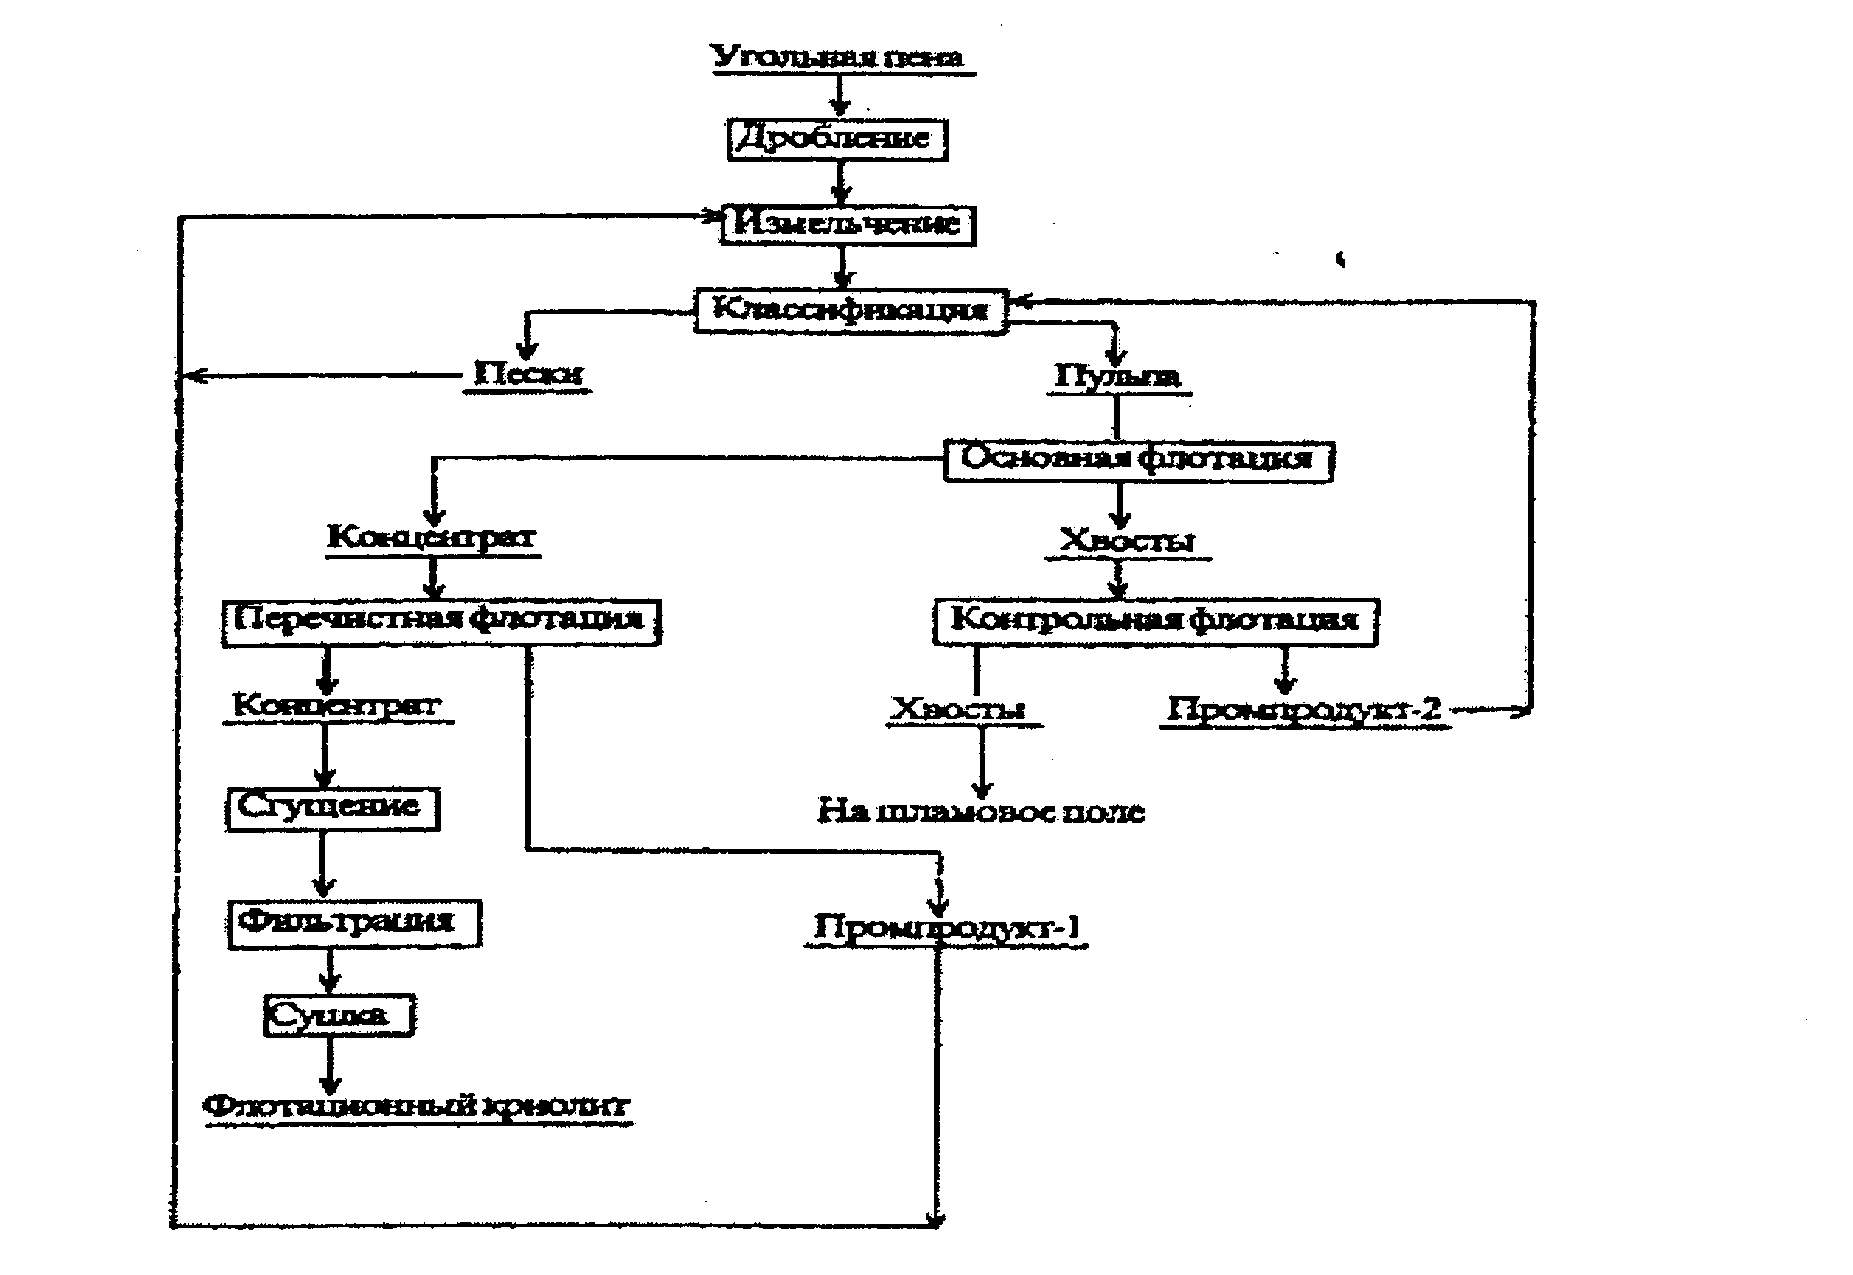 Угольная пена
Дробление
Измельчение
Классификация
Пески
Пульпа
Основная флотация
Концентрат
Хвосты
Перечистная флотация
Контрольная флотация
Концентрат
Хвосты
Промпродукт-2
Сгущение
На шламовое поле
Фильтрация
Промпродукт-1
Сушка
Флотационный криолит